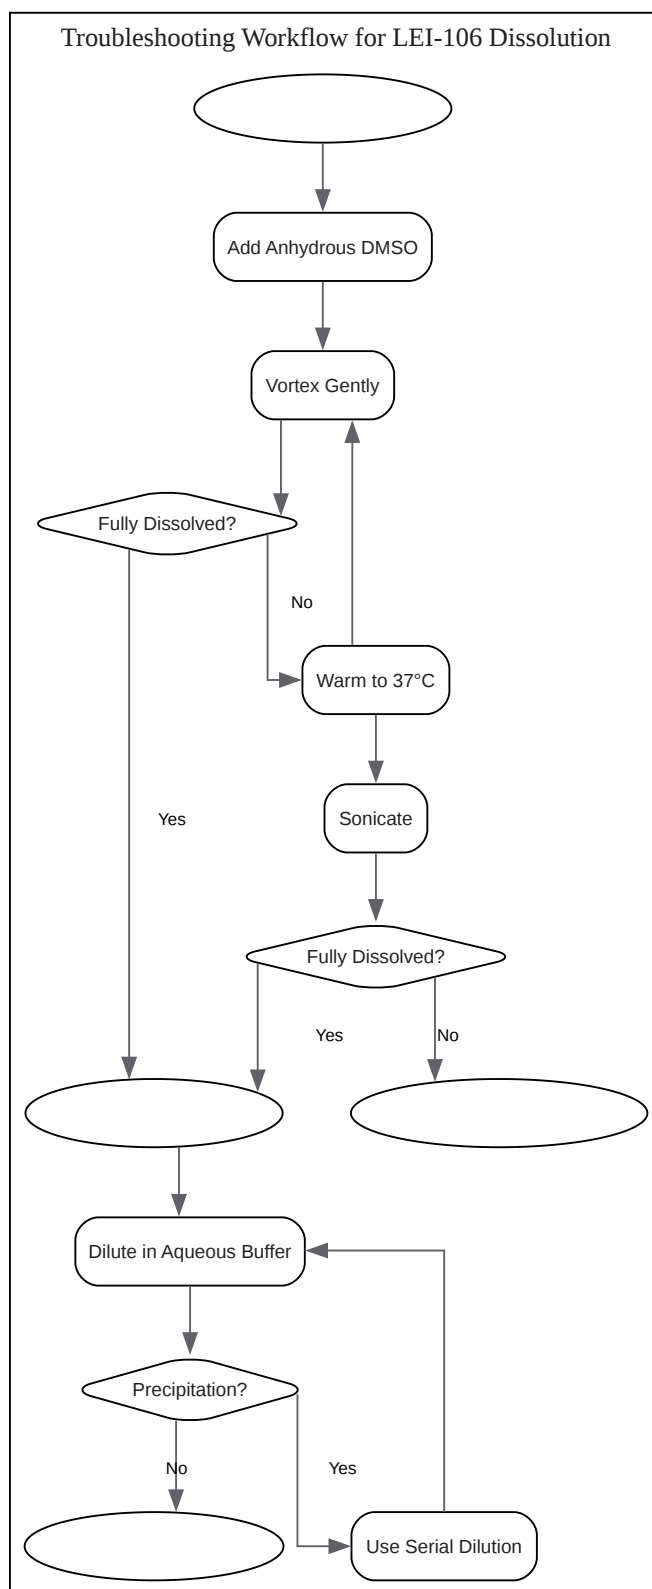 Troubleshooting Workflow for LEI-106 Dissolution
Add Anhydrous DMSO
Vortex Gently
Fully Dissolved?
No
Warm to 37°C
Yes
Sonicate
Fully Dissolved?
Yes
No
Dilute in Aqueous Buffer
Precipitation?
No
Yes
Use Serial Dilution